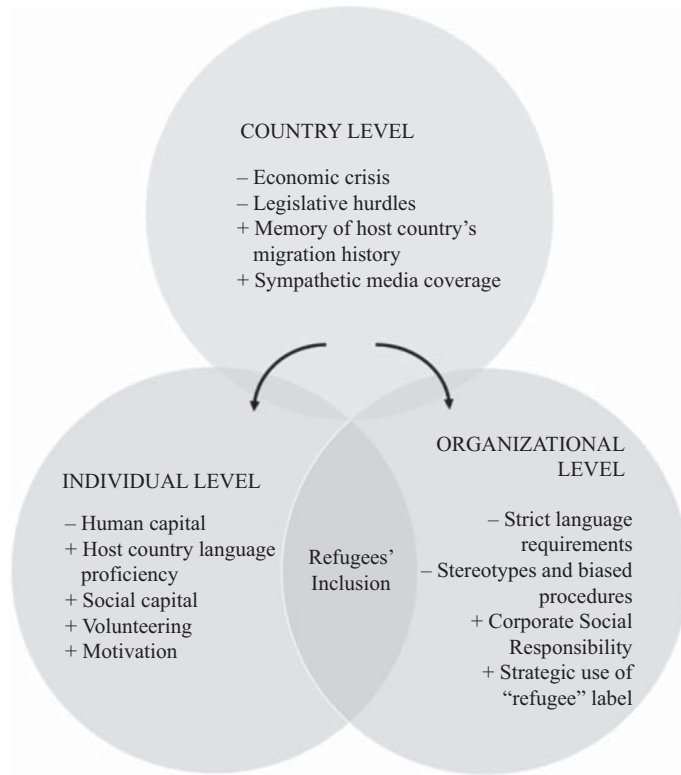 COUNTRY LEVEL
– Economic crisis
– Legislative hurdles
+ Memory of host country’s
migration history
+ Sympathetic media coverage
INDIVIDUAL LEVEL
– Human capital
+ Host country language
proficiency
+ Social capital
+ Volunteering
+ Motivation
Refugees’
Inclusion
ORGANIZATIONAL
LEVEL
– Strict language
requirements
– Stereotypes and biased
procedures
+ Corporate Social
Responsibility
+ Strategic use of
“refugee” label